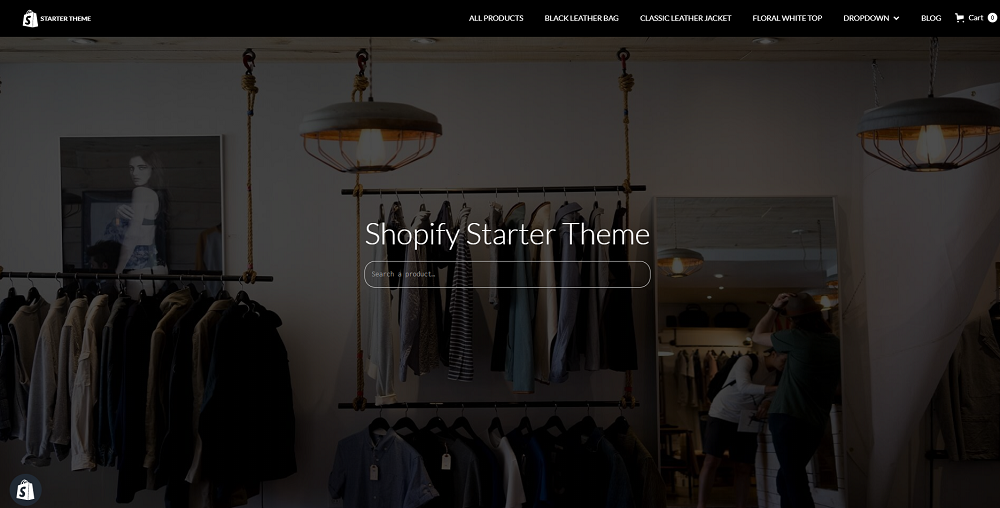 STARTER THEME
ALL PRODUCTS
BLACK LEATHER BAG
CLASSIC LEATHER JACKET
FLORAL WHITE TOP
DROPDOWN
BLOG
Cart 0
Shopify Starter Theme
Search a product…